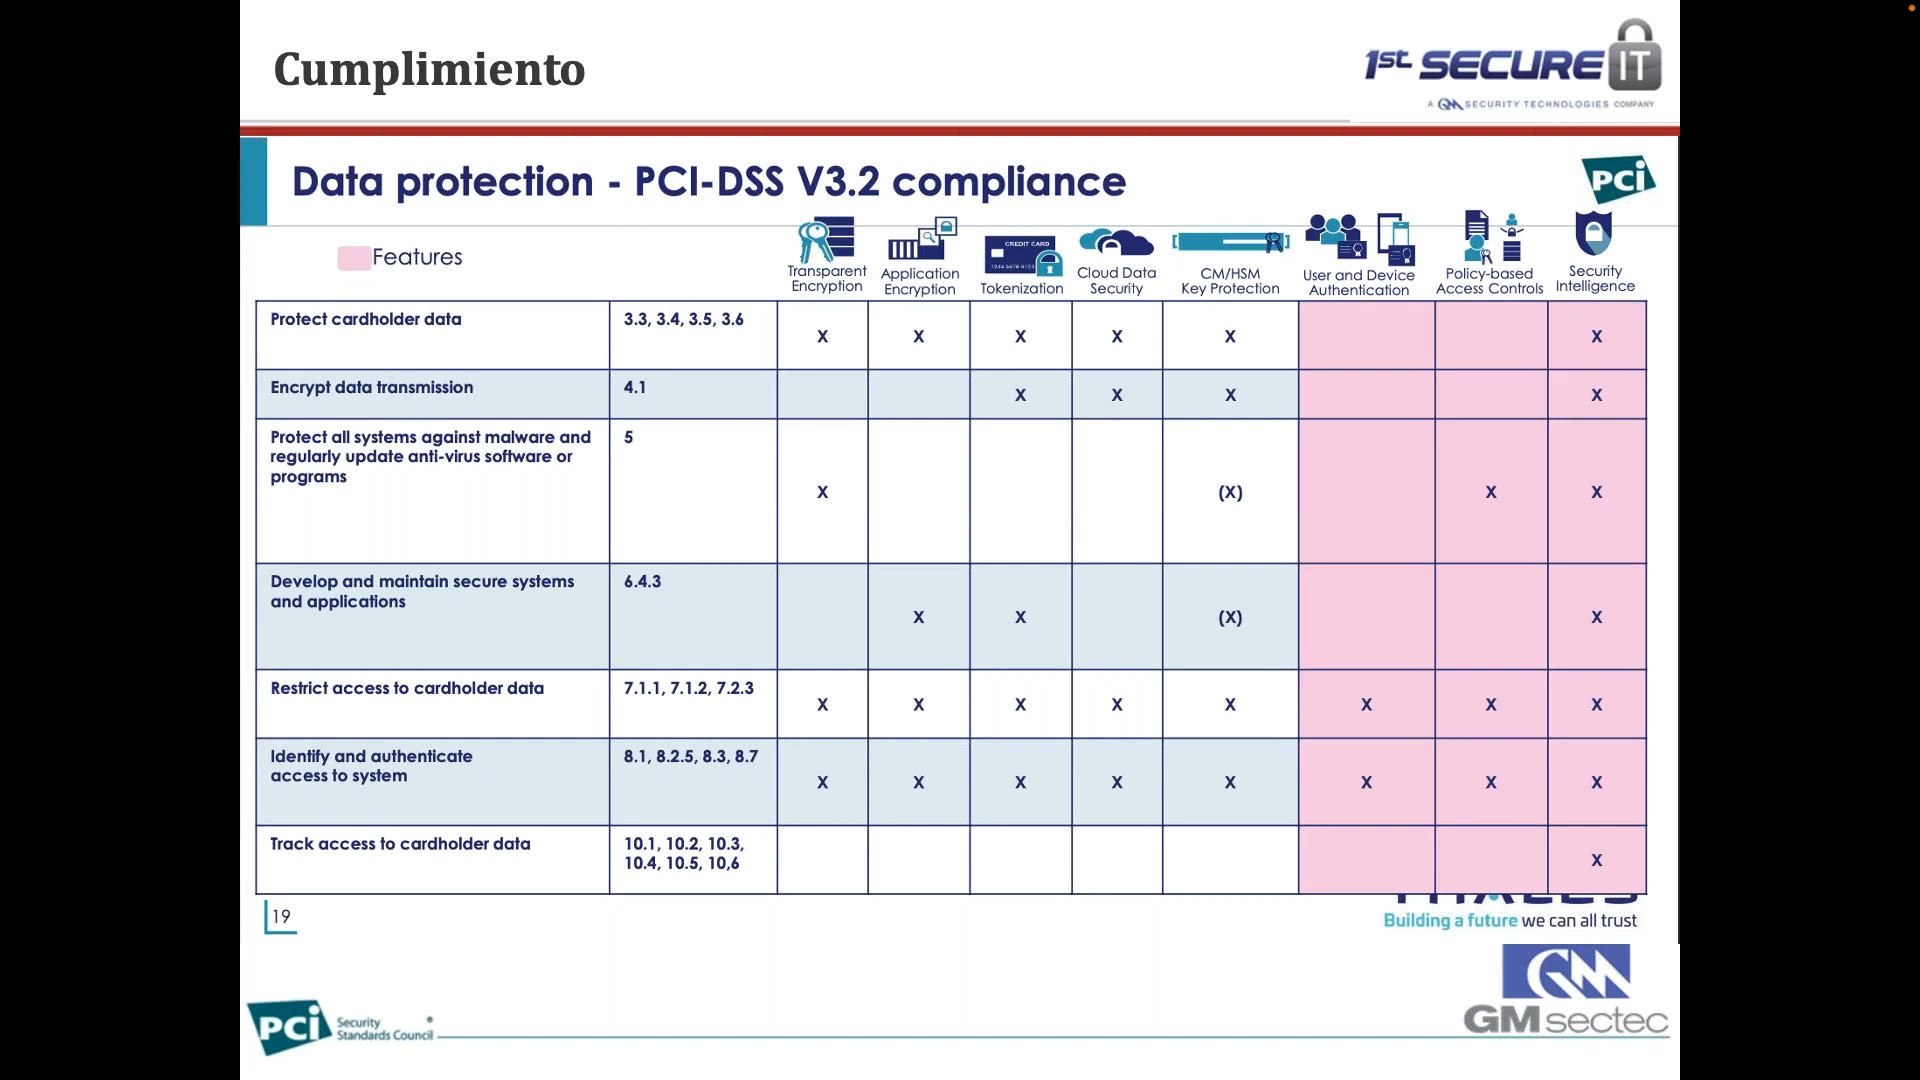 Cumplimiento
1st SECURE IT
A GM SECURITY TECHNOLOGIES COMPANY
Data protection - PCI-DSS V3.2 compliance
PCI
Features
Transparent
Encryption
Application
Encryption
CREDIT CARD
Tokenization
Cloud Data
Security
CM/HSM
Key Protection
User and Device
Authentication
Policy-based
Access Controls
Security
Intelligence
Protect cardholder data 3.3, 3.4, 3.5, 3.6 X X X X X X
Encrypt data transmission 4.1 X X X X
Protect all systems against malware and 5
regularly update anti-virus software or
programs
X (X) X X
Develop and maintain secure systems 6.4.3
and applications
X X (X) X
Restrict access to cardholder data 7.1.1, 7.1.2, 7.2.3 X X X X X X X X
Identify and authenticate 8.1, 8.2.5, 8.3, 8.7
access to system
X X X X X X X X
Track access to cardholder data 10.1, 10.2, 10.3,
10.4, 10.5, 10,6
X
19
Building a future we can all trust
GM
GM sectec
PCI Security
Standards Council